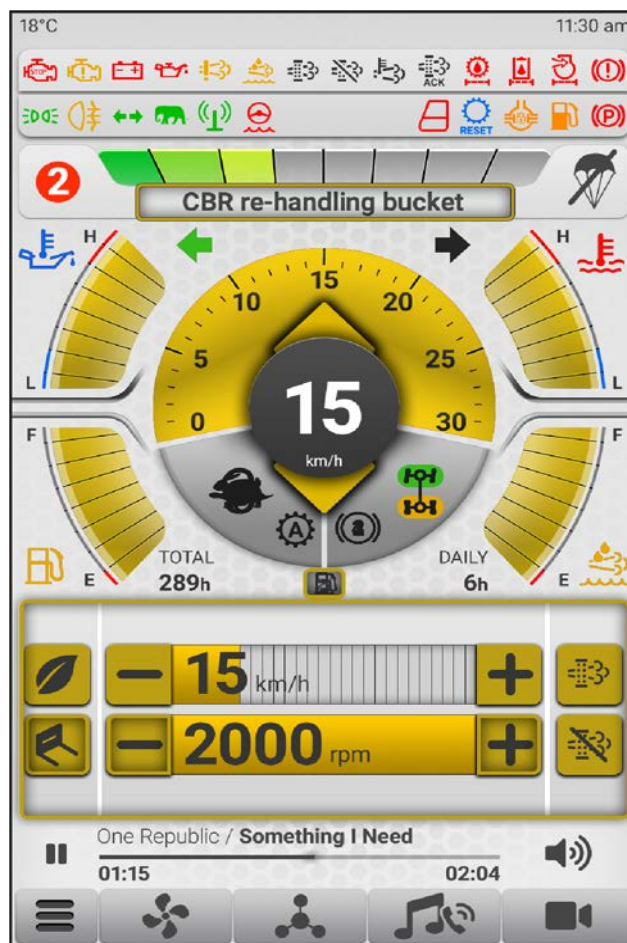 18°C 11:30 am
STOP
ACK
RESET
2
CBR re-handling bucket
H H
15
10 20
5 25
L L
0 30
15
km/h
F F
A
TOTAL DAILY
289h 6h
E E
15 km/h
2000 rpm
One Republic / Something I Need
01:15 02:04